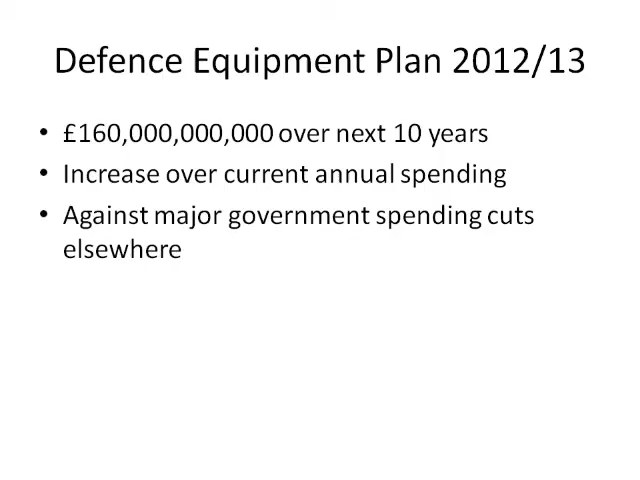 Defence Equipment Plan 2012/13
• £160,000,000,000 over next 10 years
• Increase over current annual spending
• Against major government spending cuts
elsewhere